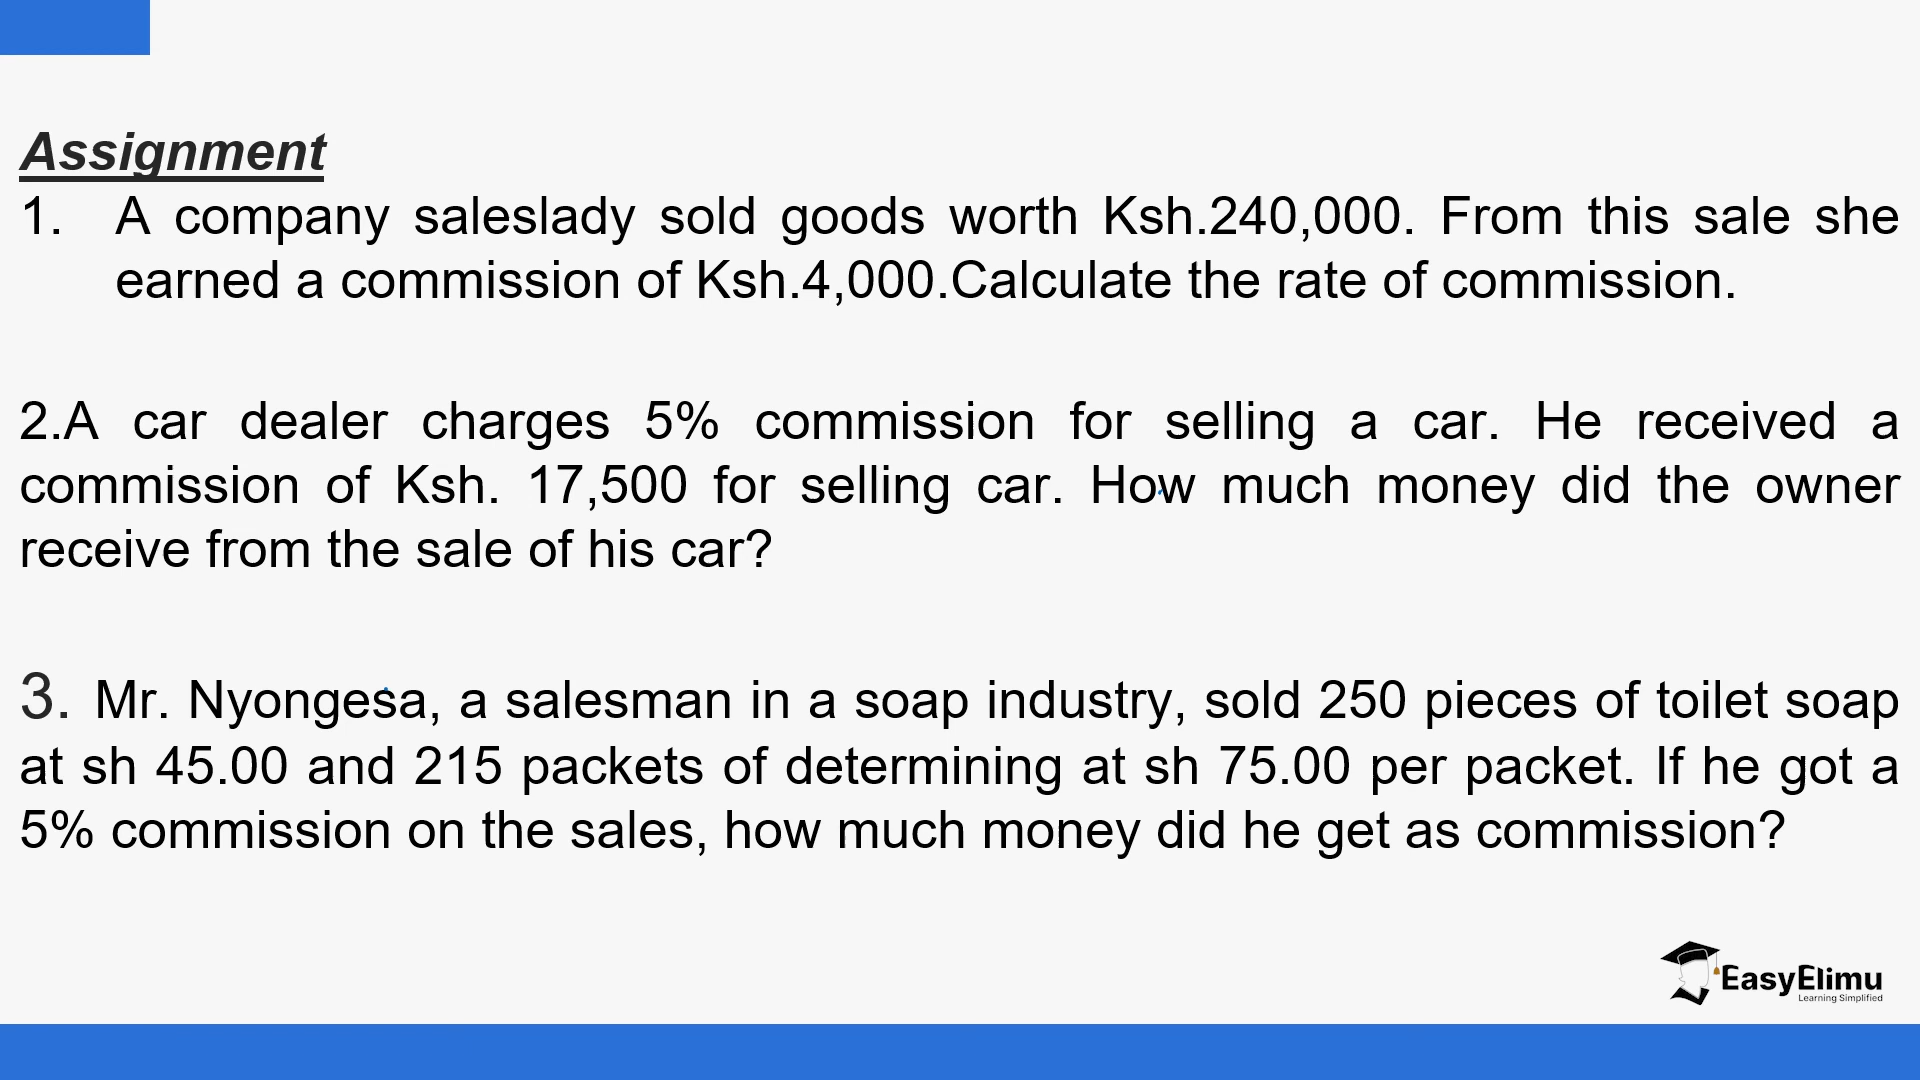 Assignment
1. A company saleslady sold goods worth Ksh.240,000. From this sale she
earned a commission of Ksh.4,000.Calculate the rate of commission.
2.A car dealer charges 5% commission for selling a car. He received a
commission of Ksh. 17,500 for selling car. How much money did the owner
receive from the sale of his car?
3. Mr. Nyongesa, a salesman in a soap industry, sold 250 pieces of toilet soap
at sh 45.00 and 215 packets of determining at sh 75.00 per packet. If he got a
5% commission on the sales, how much money did he get as commission?
EasyElimu
Learning Simplified